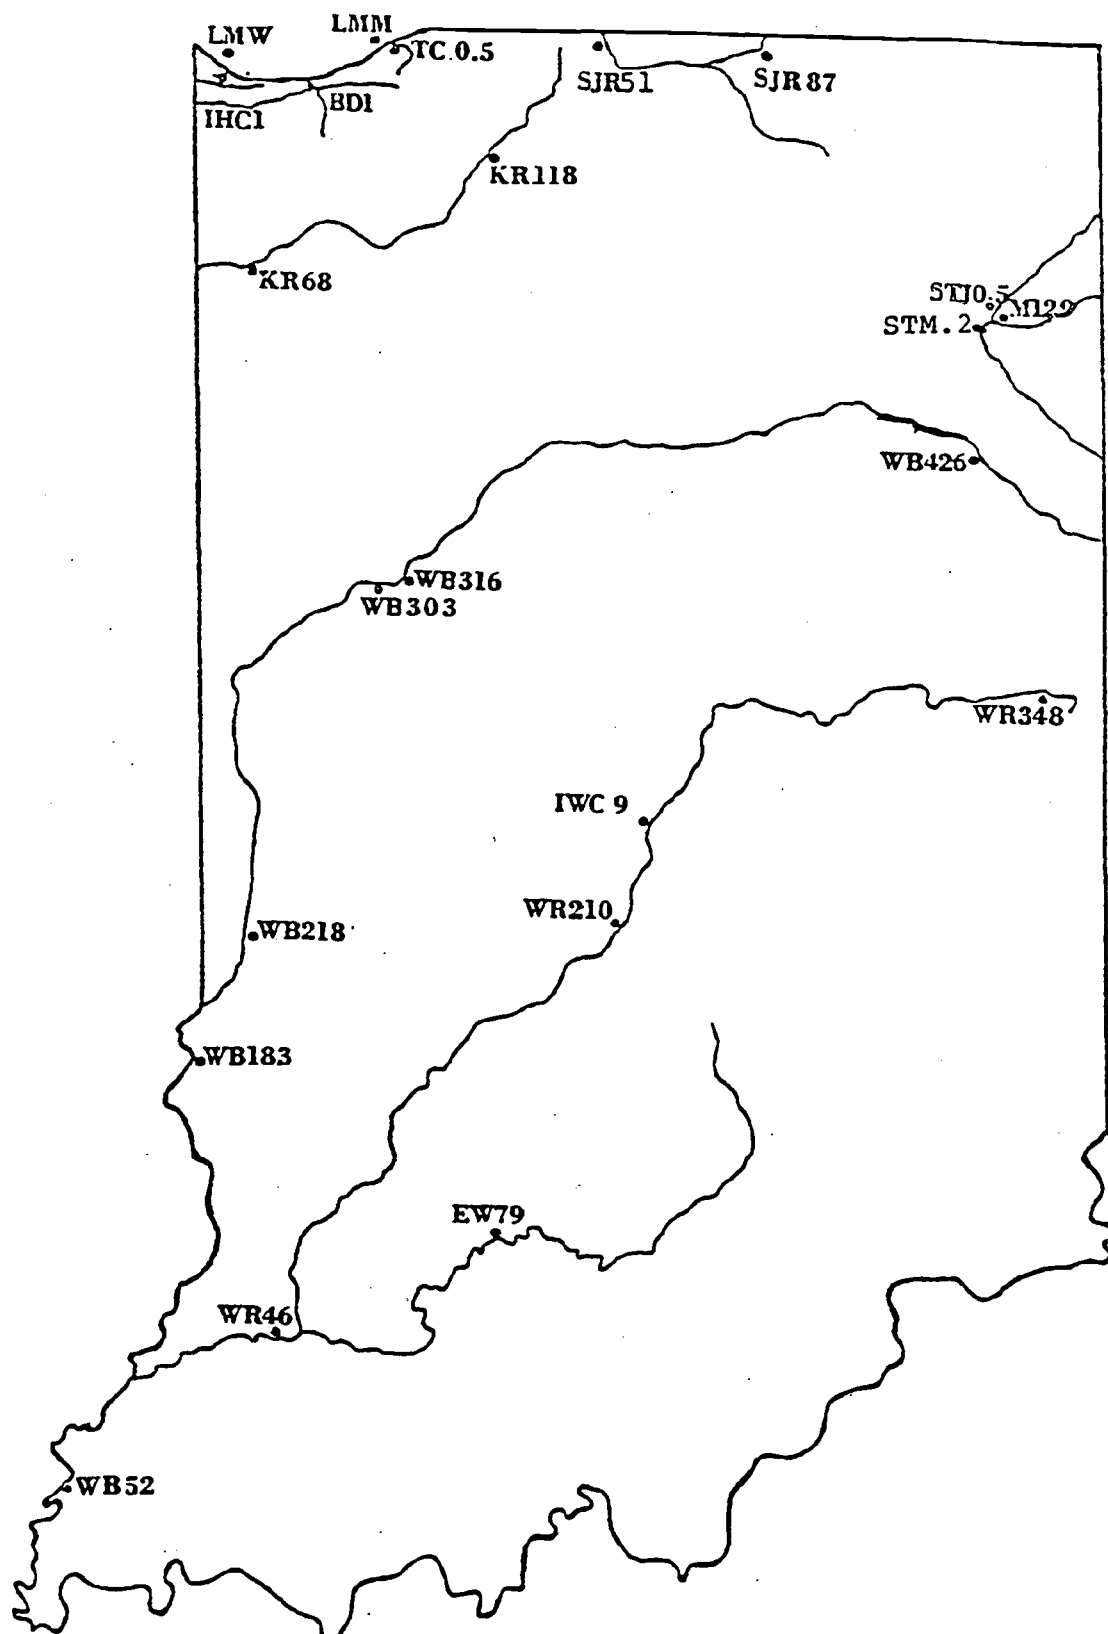 LMM
LMW
TC.0.5
SJR51
SJR87
BD1
IHC1
KR118
KR68
STJ0.5
M129
STM.2
WB426
WB316
WB303
WR348
IWC 9
WR210
WB218
WB183
EW79
WR46
WB52